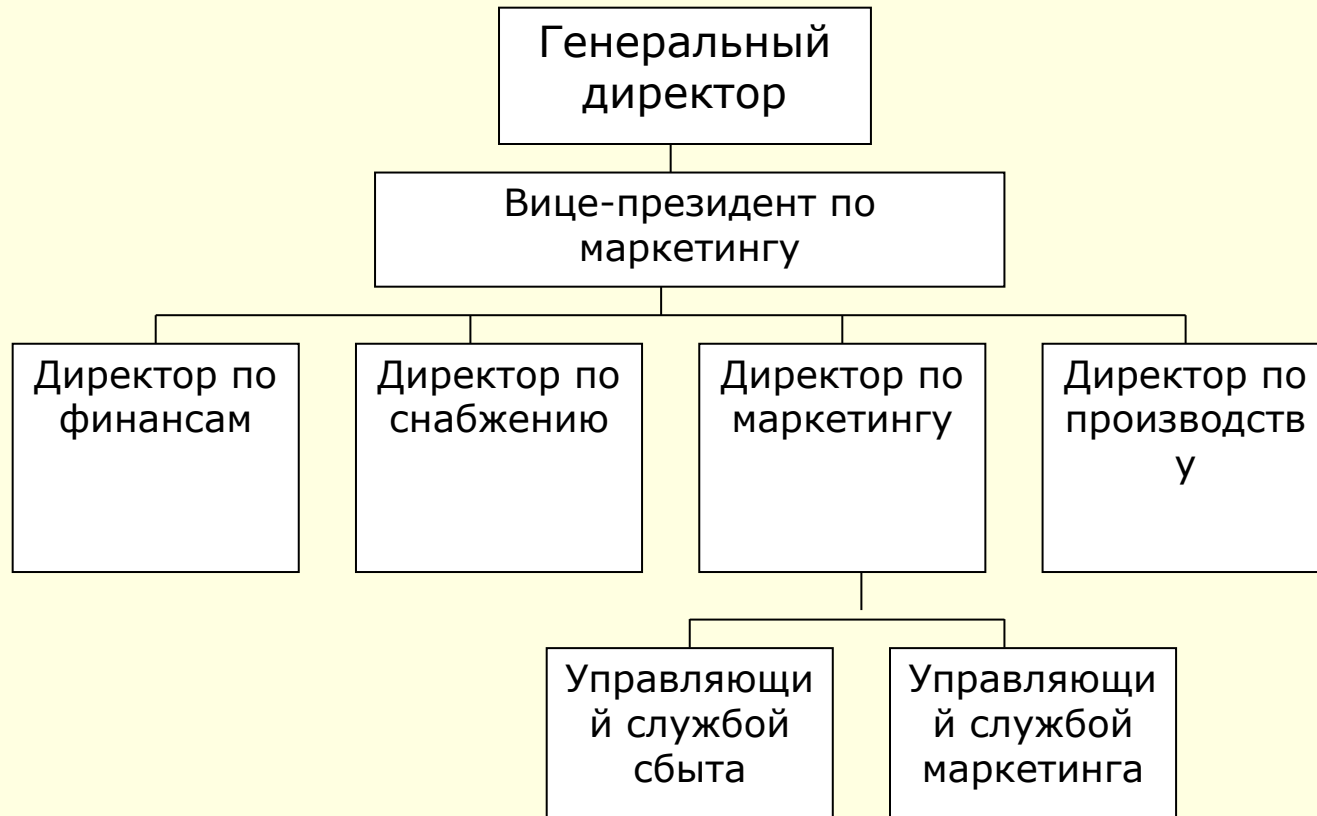 Генеральный
директор
Вице-президент по
маркетингу
Директор по
финансам
Директор по
снабжению
Директор по
маркетингу
Директор по
производств
у
Управляющи
й службой
сбыта
Управляющи
й службой
маркетинга